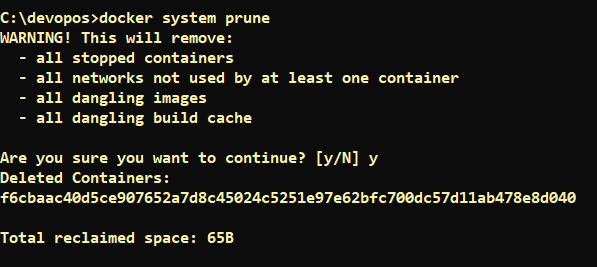 C:\devopos>docker system prune
WARNING! This will remove:
  - all stopped containers
  - all networks not used by at least one container
  - all dangling images
  - all dangling build cache
Are you sure you want to continue? [y/N] y
Deleted Containers:
f6cbaac40d5ce907652a7d8c45024c5251e97e62bfc700dc57d11ab478e8d040
Total reclaimed space: 65B